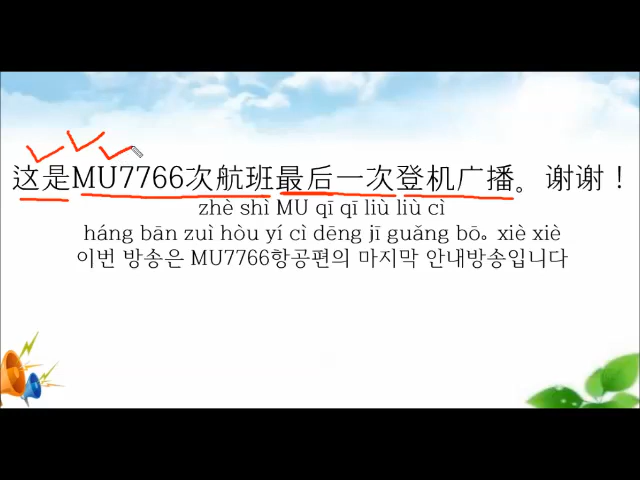 这是MU7766次航班最后一次登机广播。谢谢！
zhè shì MU qī qī liù liù cì
háng bān zuì hòu yí cì dēng jī guǎng bō。xiè xiè
이번 방송은 MU7766항공편의 마지막 안내방송입니다